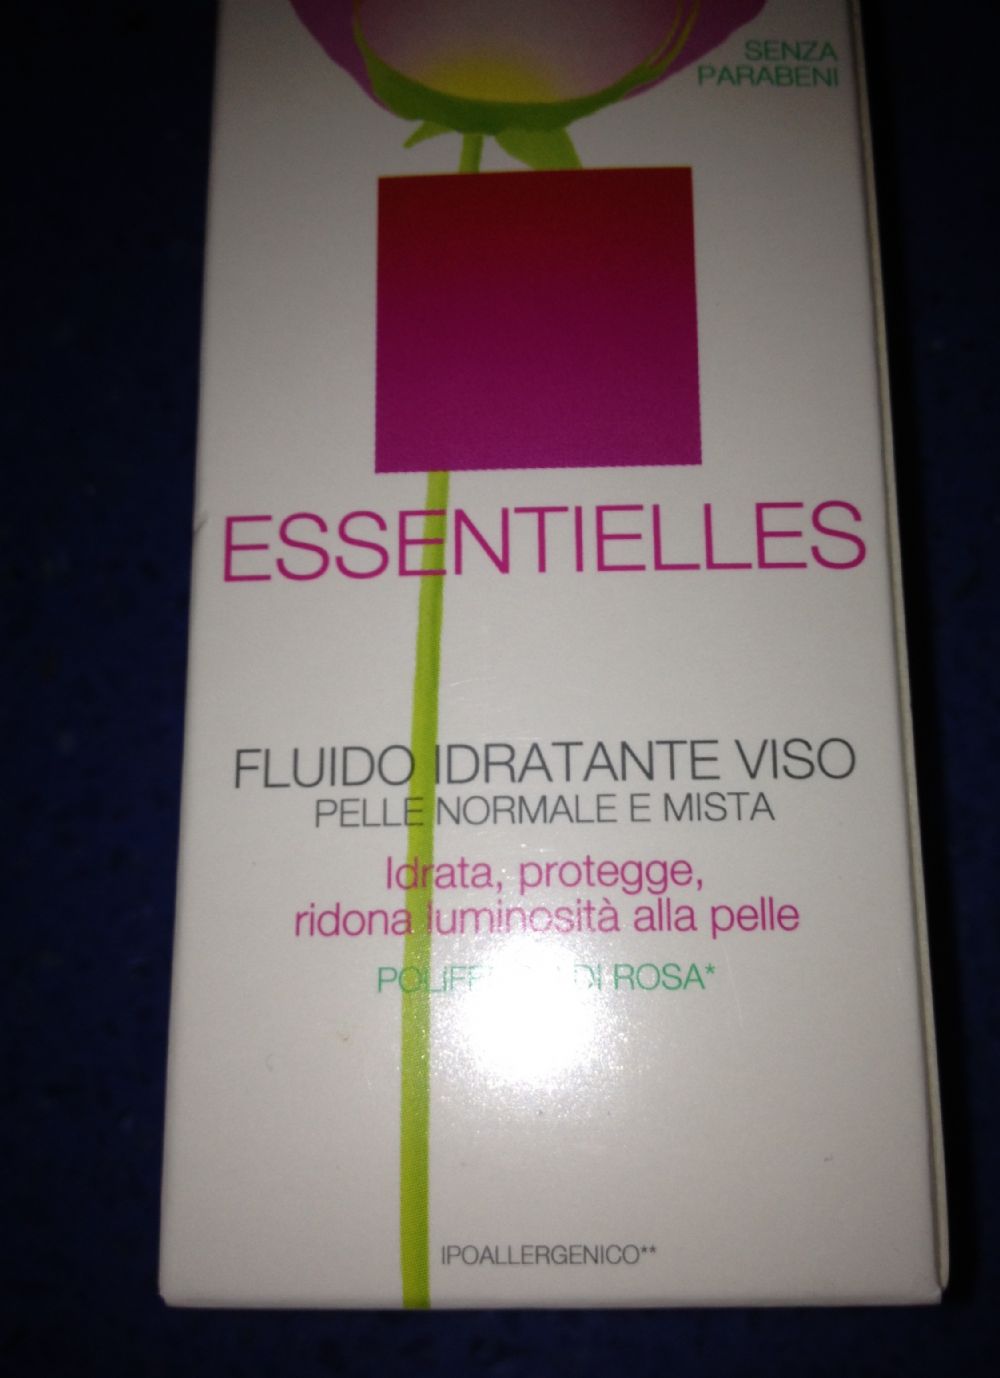 SENZA
PARABENI
ESSENTIELLES
FLUIDO IDRATANTE VISO
PELLE NORMALE E MISTA
Idrata, protegge,
ridona luminosità alla pelle
DI ROSA*
IPOALLERGENICO**